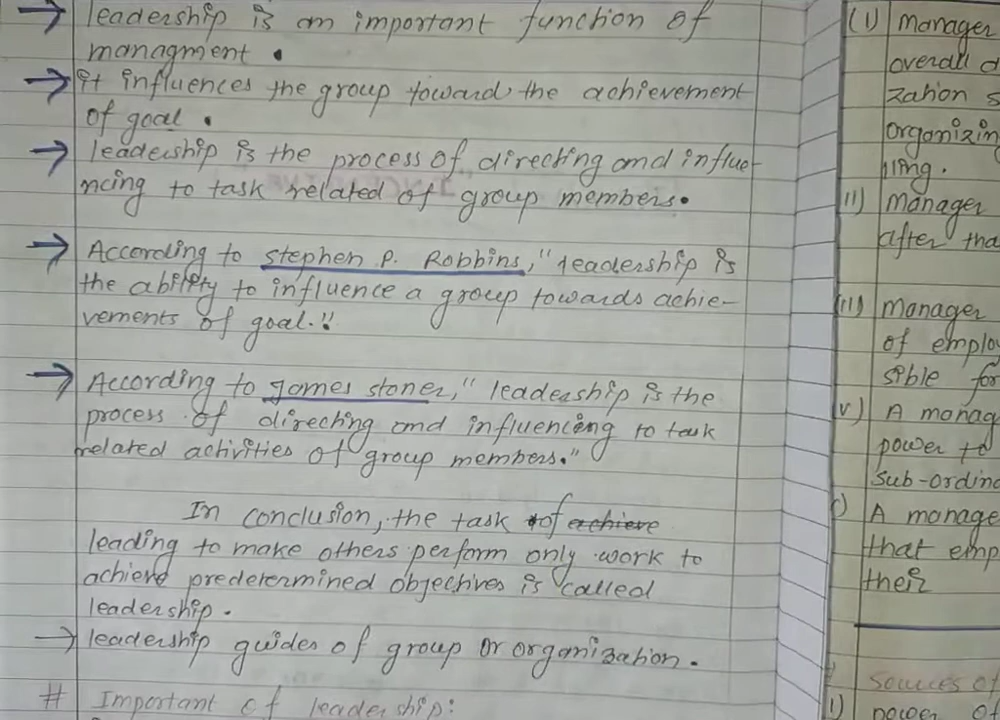 → leadership is an important function of
managment.
→ it influences the group toward the achievement
of goal.
→ leadership is the process of directing and influe-
ncing to task related of group members.
→ According to stephen P. Robbins, "leadership is
the ability to influence a group towards achie-
vements of goal."
→ According to james stoner, "leadership is the
process of directing and influencing to task
related activities of group members."
In conclusion, the task of achieve
leading to make others perform only work to
achieve predetermined objectives is called
leadership.
→ leadership guides of group or organization.
# Important of leadership:
(i) manager
overall
zation
organizin
lling.
ii) manager
after tha
(iii) manager
of emplo
sible for
v) A manag
power to
sub-ordina
A manage
that emp
their
sources of
i) power of